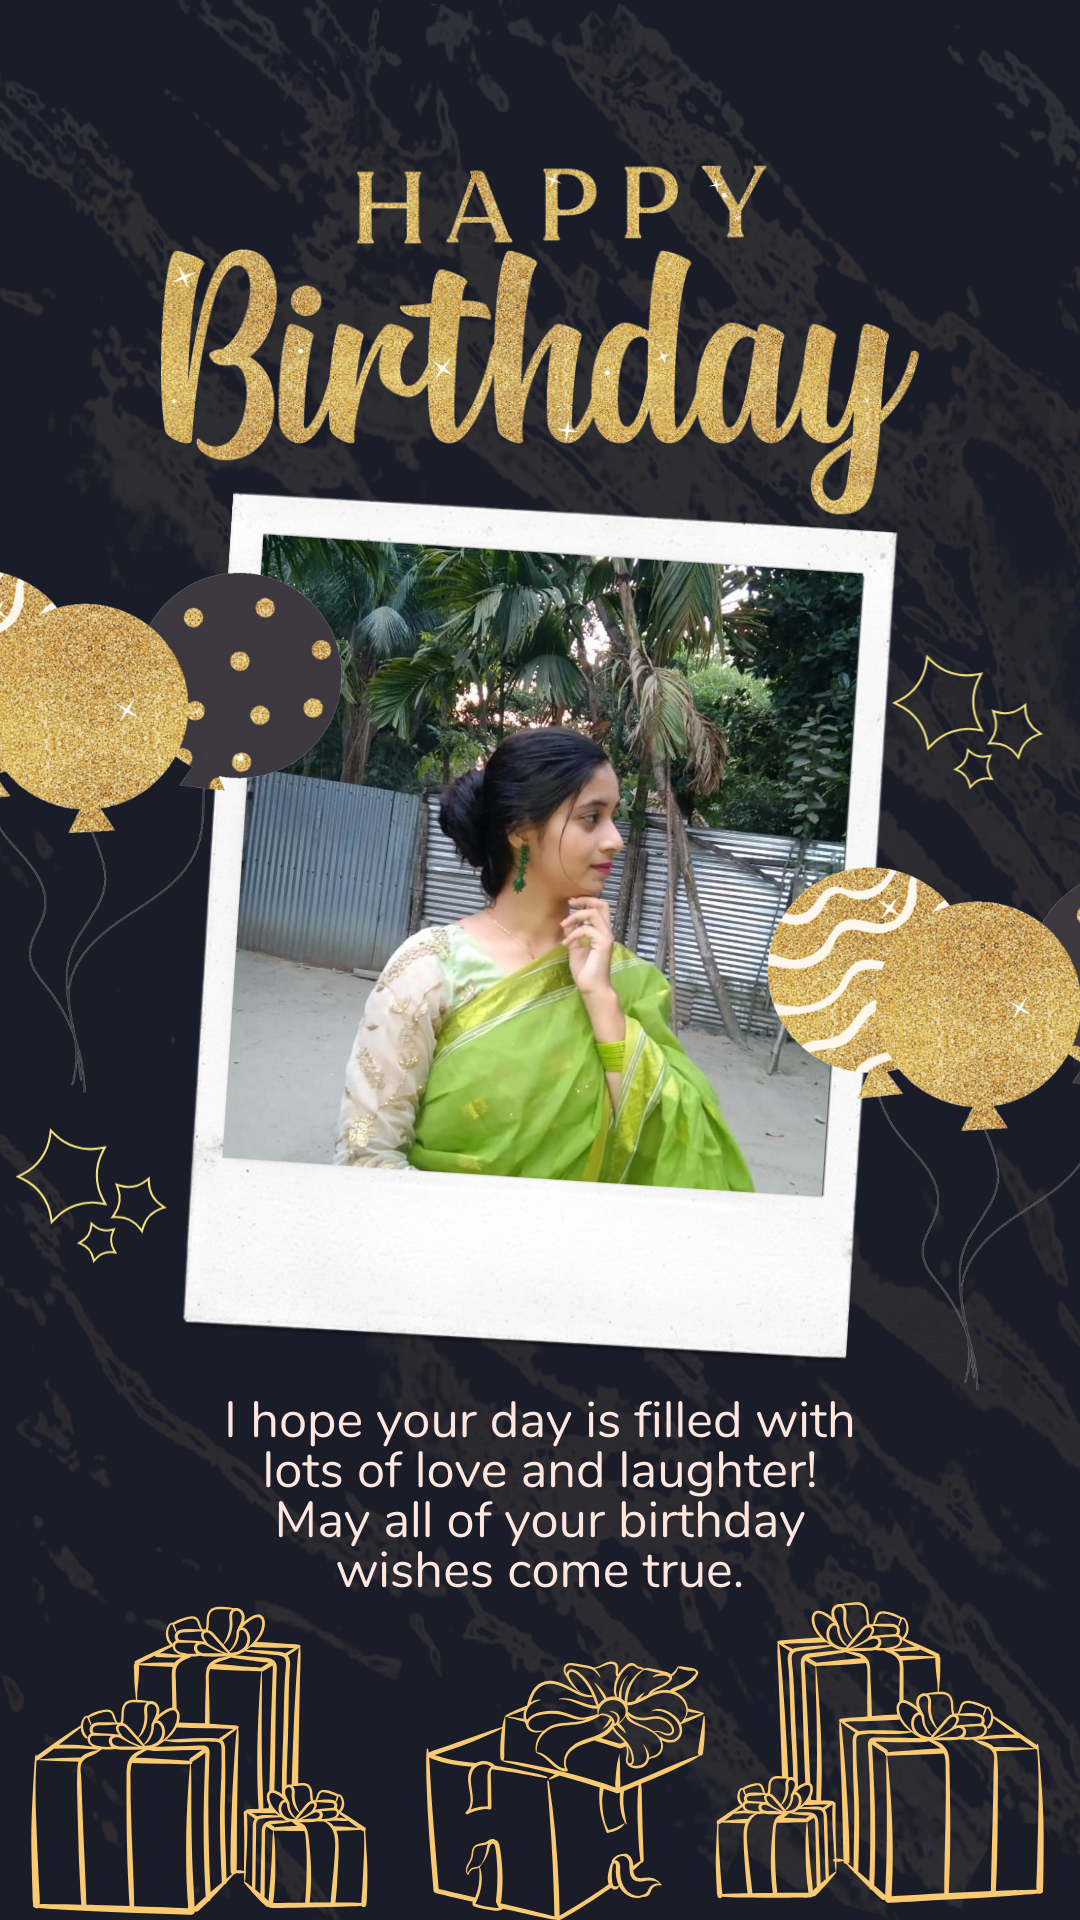 HAPPY
Birthday
I hope your day is filled with
lots of love and laughter!
May all of your birthday
wishes come true.